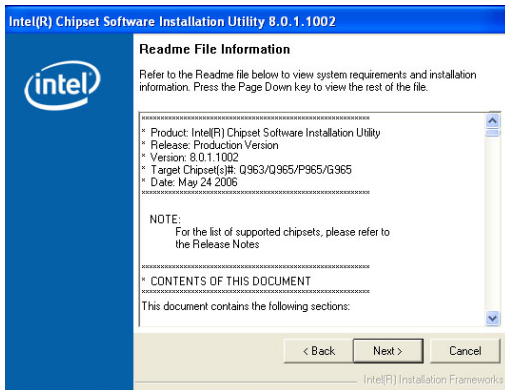 Intel(R) Chipset Software Installation Utility 8.0.1.1002
intel
Readme File Information
Refer to the Readme file below to view system requirements and installation
information. Press the Page Down key to view the rest of the file.
************************************************************
* Product: Intel(R) Chipset Software Installation Utility
* Release: Production Version
* Version: 8.0.1.1002
* Target Chipset(s)#: Q963/Q965/P965/G965
* Date: May 24 2006
************************************************************
NOTE:
For the list of supported chipsets, please refer to
the Release Notes
************************************************************
* CONTENTS OF THIS DOCUMENT
************************************************************
This document contains the following sections:
< Back
Next >
Cancel
Intel(R) Installation Frameworks